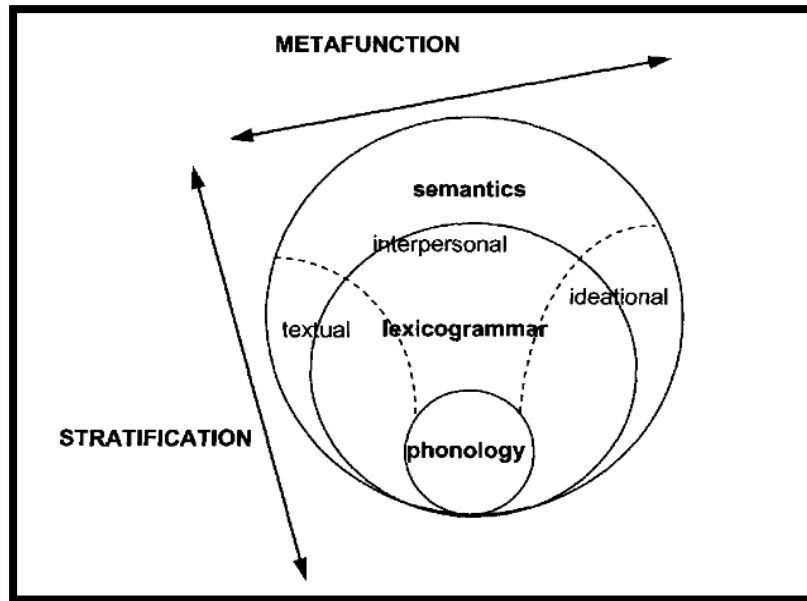 METAFUNCTION
semantics
interpersonal
ideational
textual
lexicogrammar
STRATIFICATION
phonology